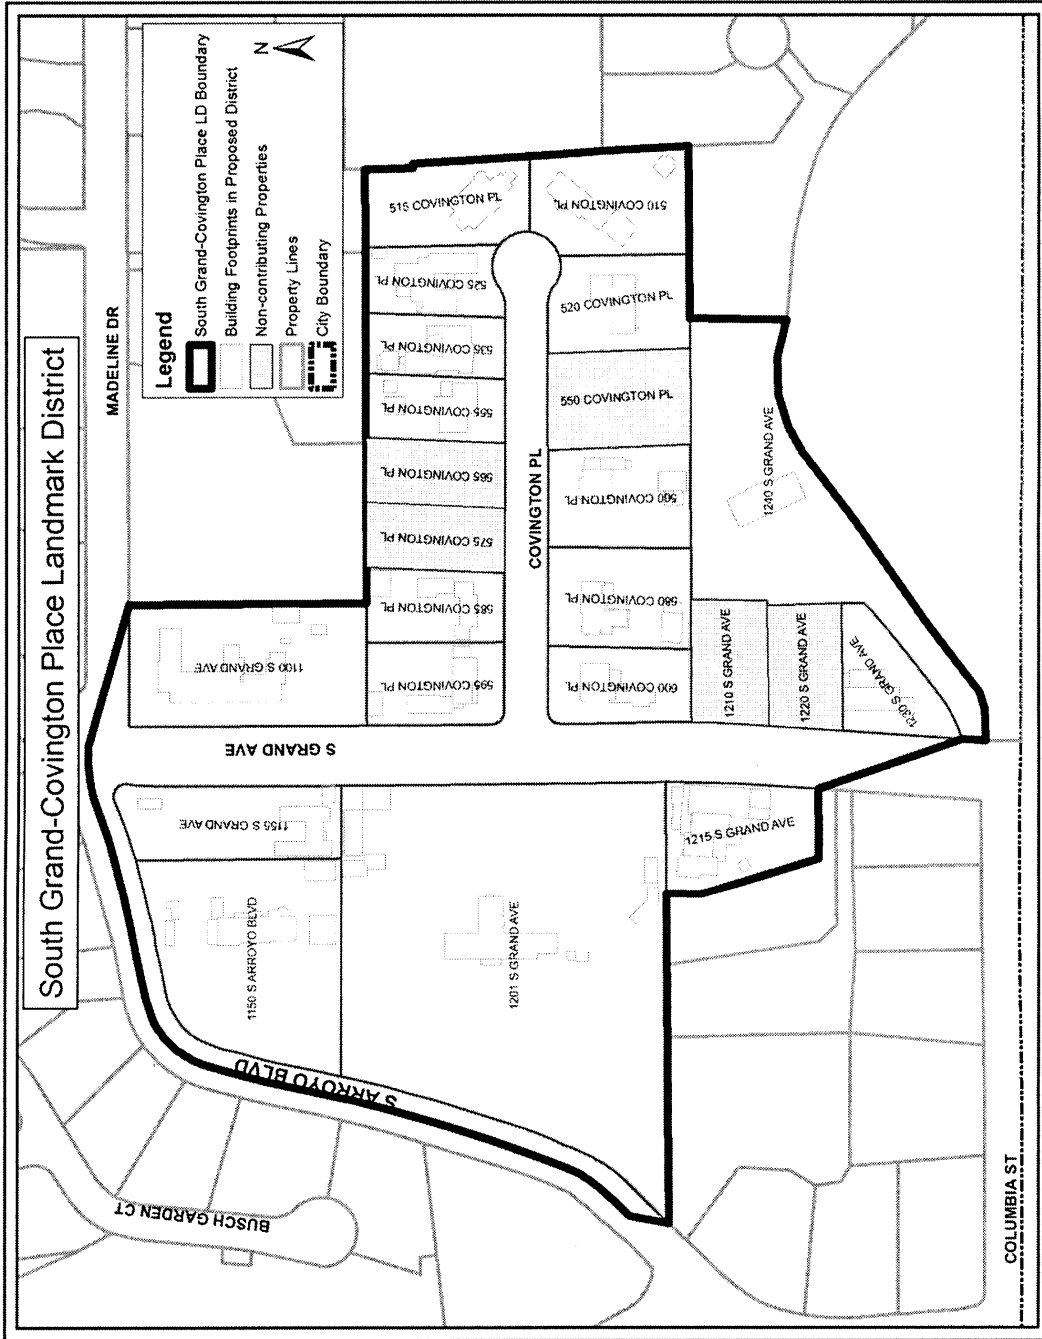 South Grand-Covington Place Landmark District
MADELINE DR
Legend
South Grand-Covington Place LD Boundary
Building Footprints in Proposed District
Non-contributing Properties
Property Lines
City Boundary
N
515 COVINGTON PL
510 COVINGTON PL
525 COVINGTON PL
520 COVINGTON PL
535 COVINGTON PL
555 COVINGTON PL
550 COVINGTON PL
565 COVINGTON PL
575 COVINGTON PL
560 COVINGTON PL
585 COVINGTON PL
580 COVINGTON PL
595 COVINGTON PL
600 COVINGTON PL
COVINGTON PL
1240 S GRAND AVE
1100 S GRAND AVE
1210 S GRAND AVE
1220 S GRAND AVE
1230 S GRAND AVE
S GRAND AVE
1155 S GRAND AVE
1215 S GRAND AVE
1150 S ARROYO BLVD
1201 S GRAND AVE
S ARROYO BLVD
BUSCH GARDEN CT
COLUMBIA ST